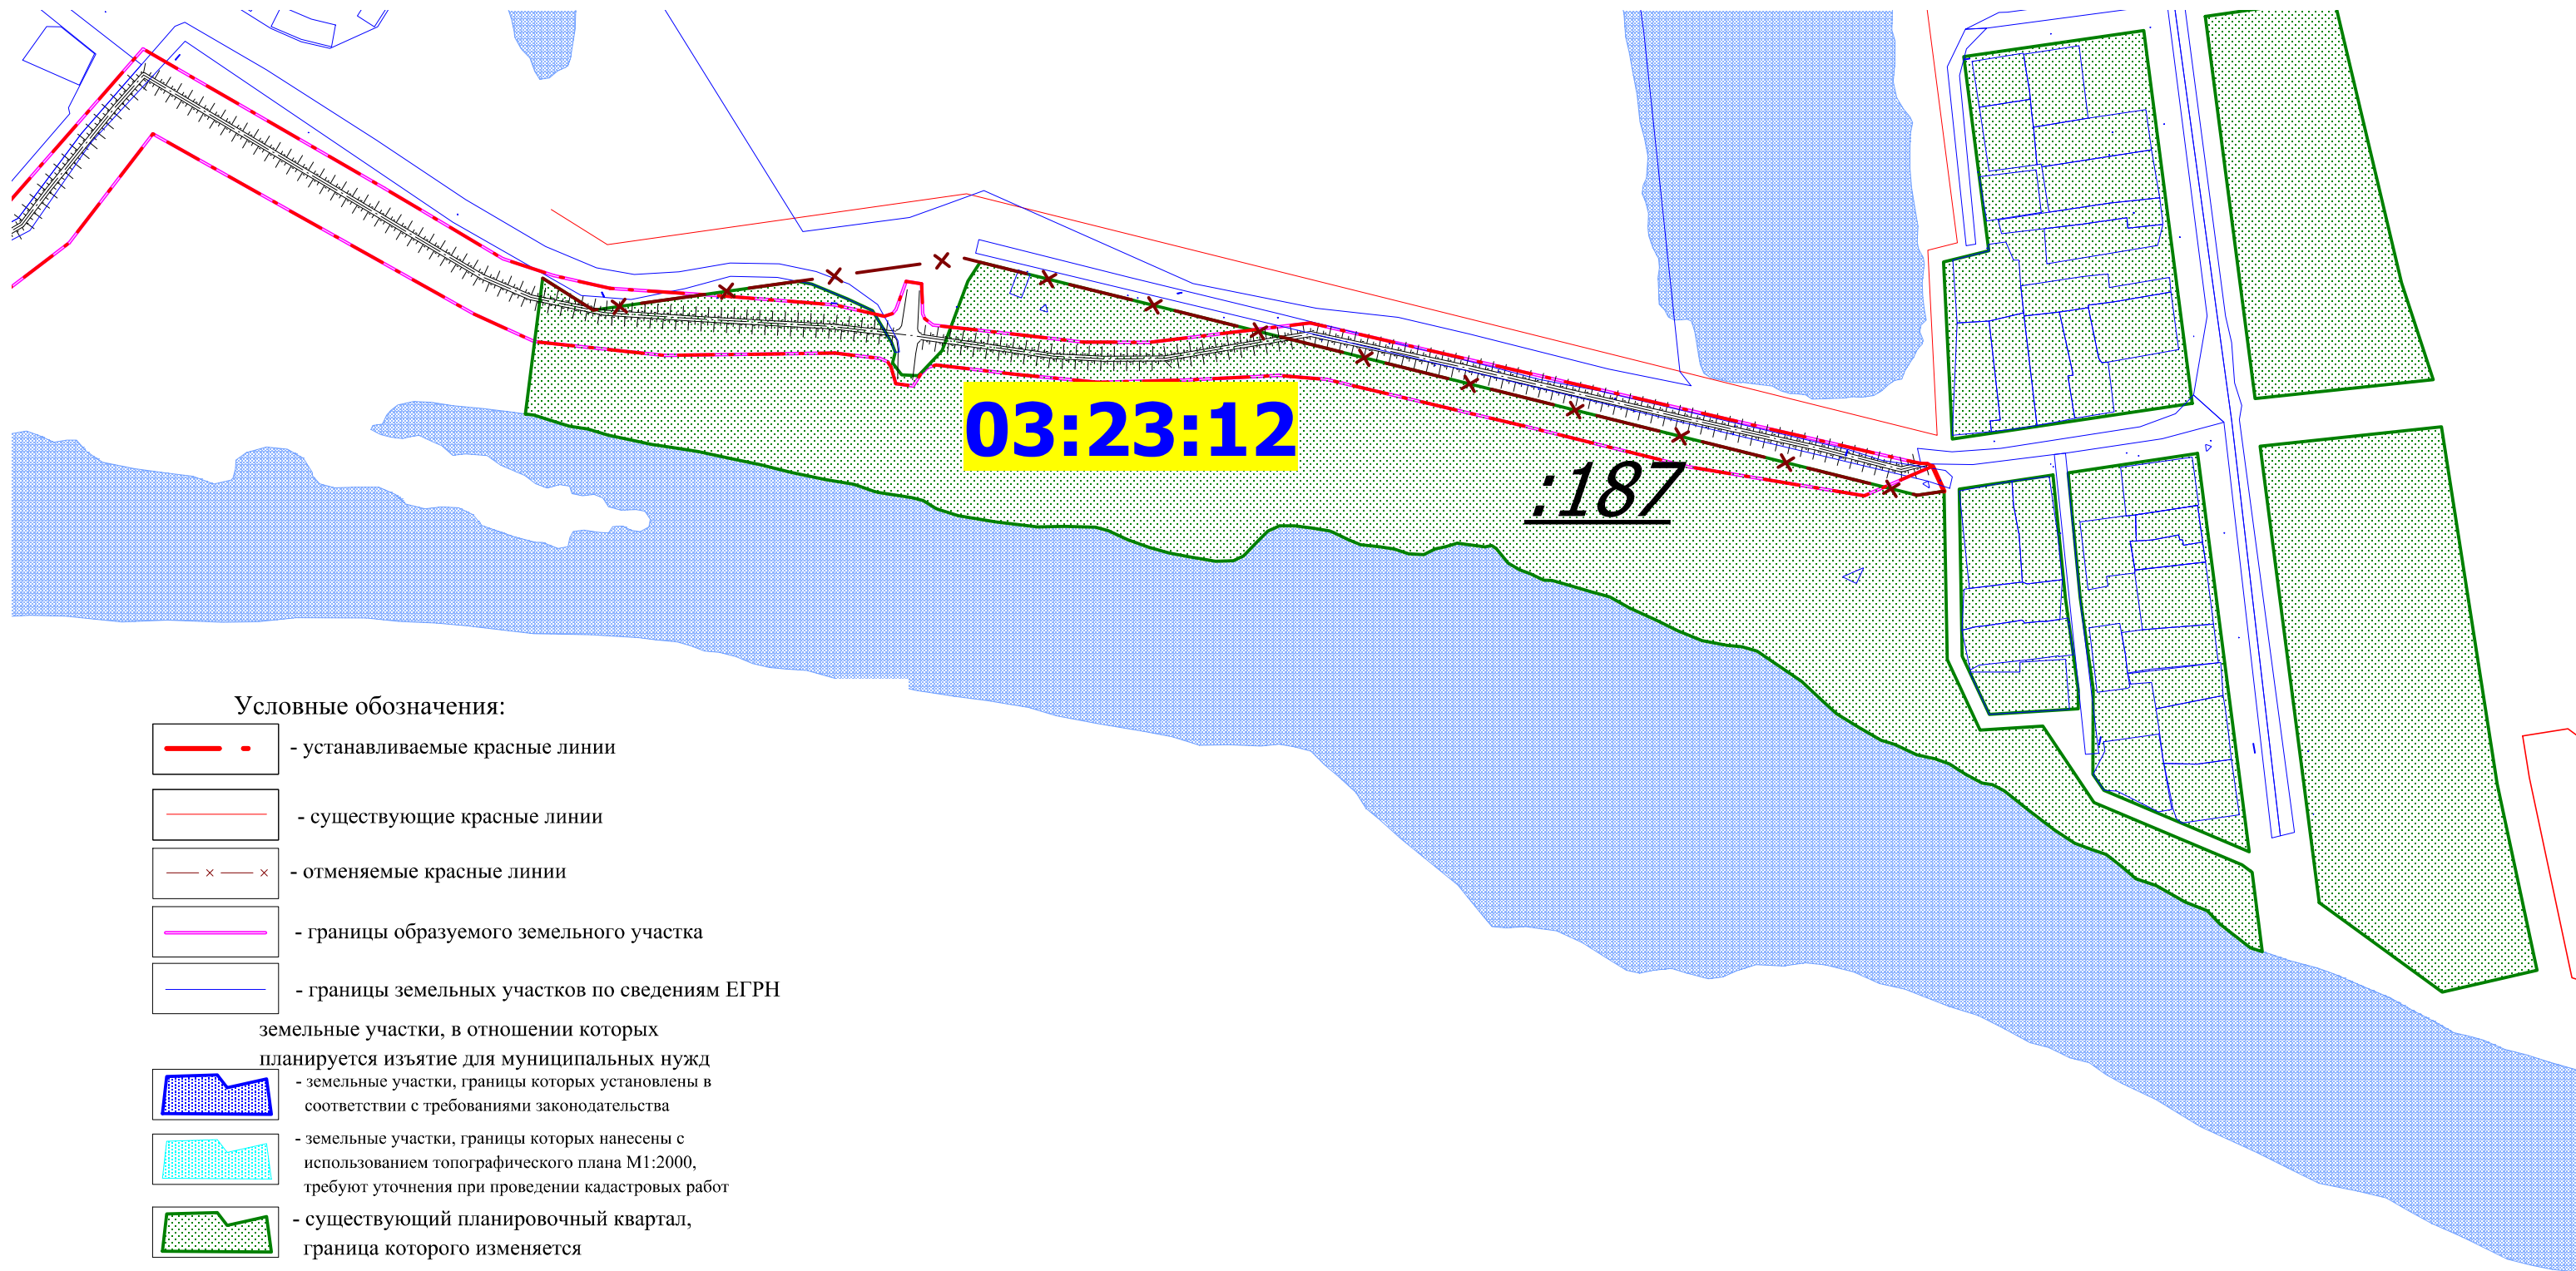 03:23:12
:187
Условные обозначения:
- устанавливаемые красные линии
- существующие красные линии
- отменяемые красные линии
- границы образуемого земельного участка
- границы земельных участков по сведениям ЕГРН
земельные участки, в отношении которых
планируется изъятие для муниципальных нужд
- земельные участки, границы которых установлены в
соответствии с требованиями законодательства
- земельные участки, границы которых нанесены с
использованием топографического плана М1:2000,
требуют уточнения при проведении кадастровых работ
- существующий планировочный квартал,
граница которого изменяется